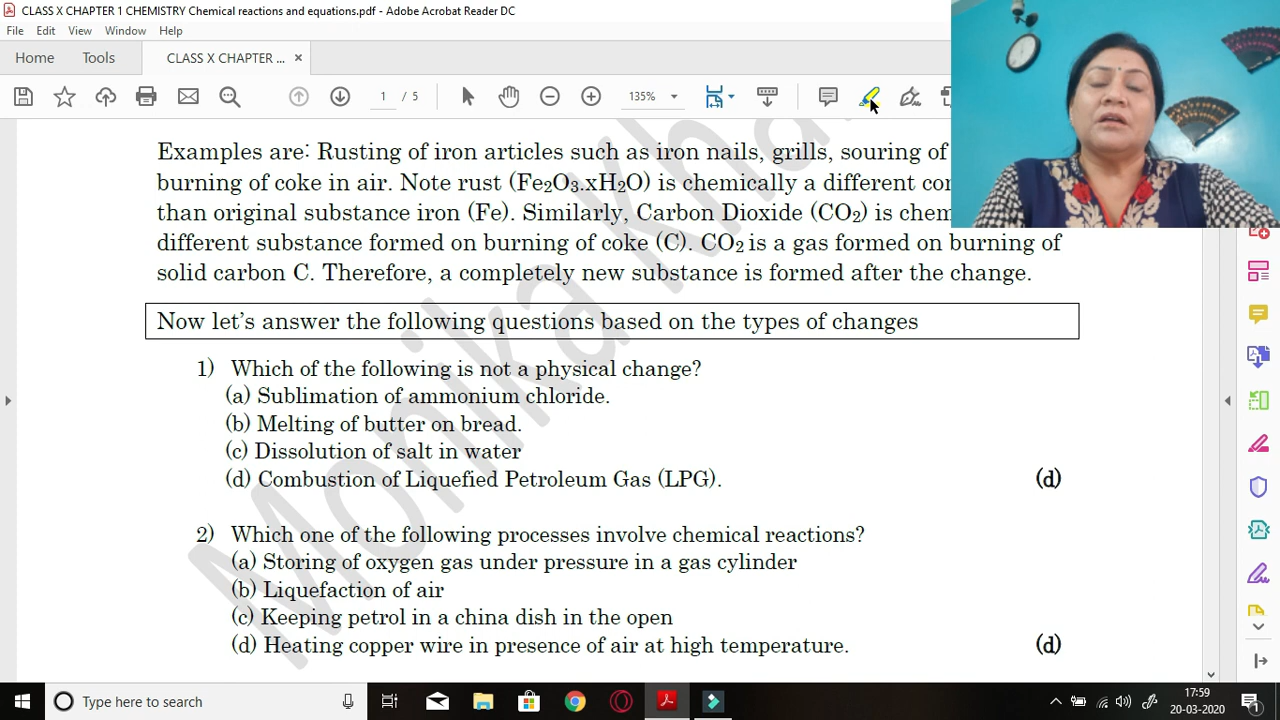 CLASS X CHAPTER 1 CHEMISTRY Chemical reactions and equations.pdf - Adobe Acrobat Reader DC
File Edit View Window Help
Home Tools CLASS X CHAPTER ... ×
1 / 5 135%
Examples are: Rusting of iron articles such as iron nails, grills, souring of
burning of coke in air. Note rust (Fe₂O₃.xH₂O) is chemically a different
than original substance iron (Fe). Similarly, Carbon Dioxide (CO₂) is
different substance formed on burning of coke (C). CO₂ is a gas formed on burning of
solid carbon C. Therefore, a completely new substance is formed after the change.
Now let's answer the following questions based on the types of changes
1) Which of the following is not a physical change?
(a) Sublimation of ammonium chloride.
(b) Melting of butter on bread.
(c) Dissolution of salt in water
(d) Combustion of Liquefied Petroleum Gas (LPG). (d)
2) Which one of the following processes involve chemical reactions?
(a) Storing of oxygen gas under pressure in a gas cylinder
(b) Liquefaction of air
(c) Keeping petrol in a china dish in the open
(d) Heating copper wire in presence of air at high temperature. (d)
Monika
Type here to search
17:59
20-03-2020
1